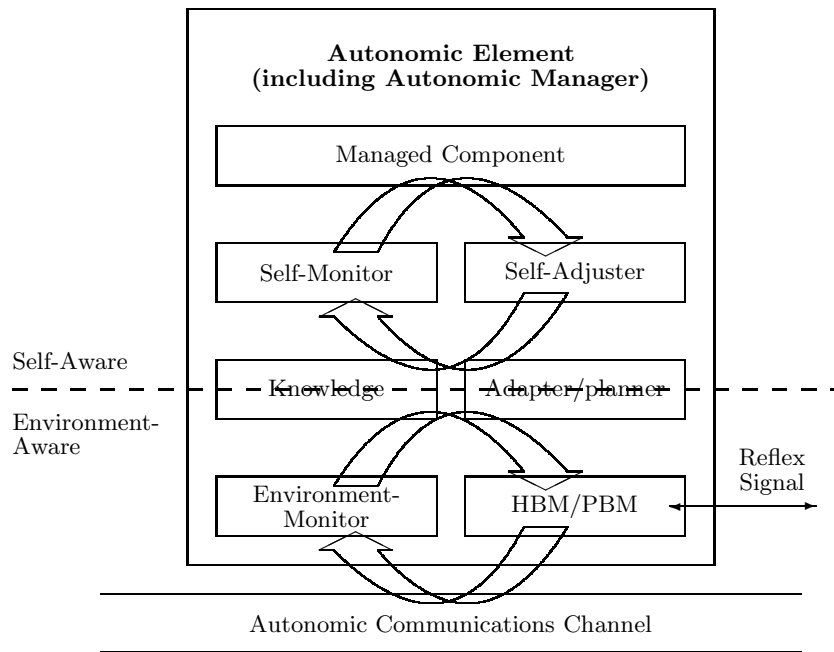 Autonomic Element
(including Autonomic Manager)
Managed Component
Self-Monitor
Self-Adjuster
Self-Aware
Knowledge
Adapter/planner
Environment-
Aware
Environment-
Monitor
HBM/PBM
Reflex
Signal
Autonomic Communications Channel